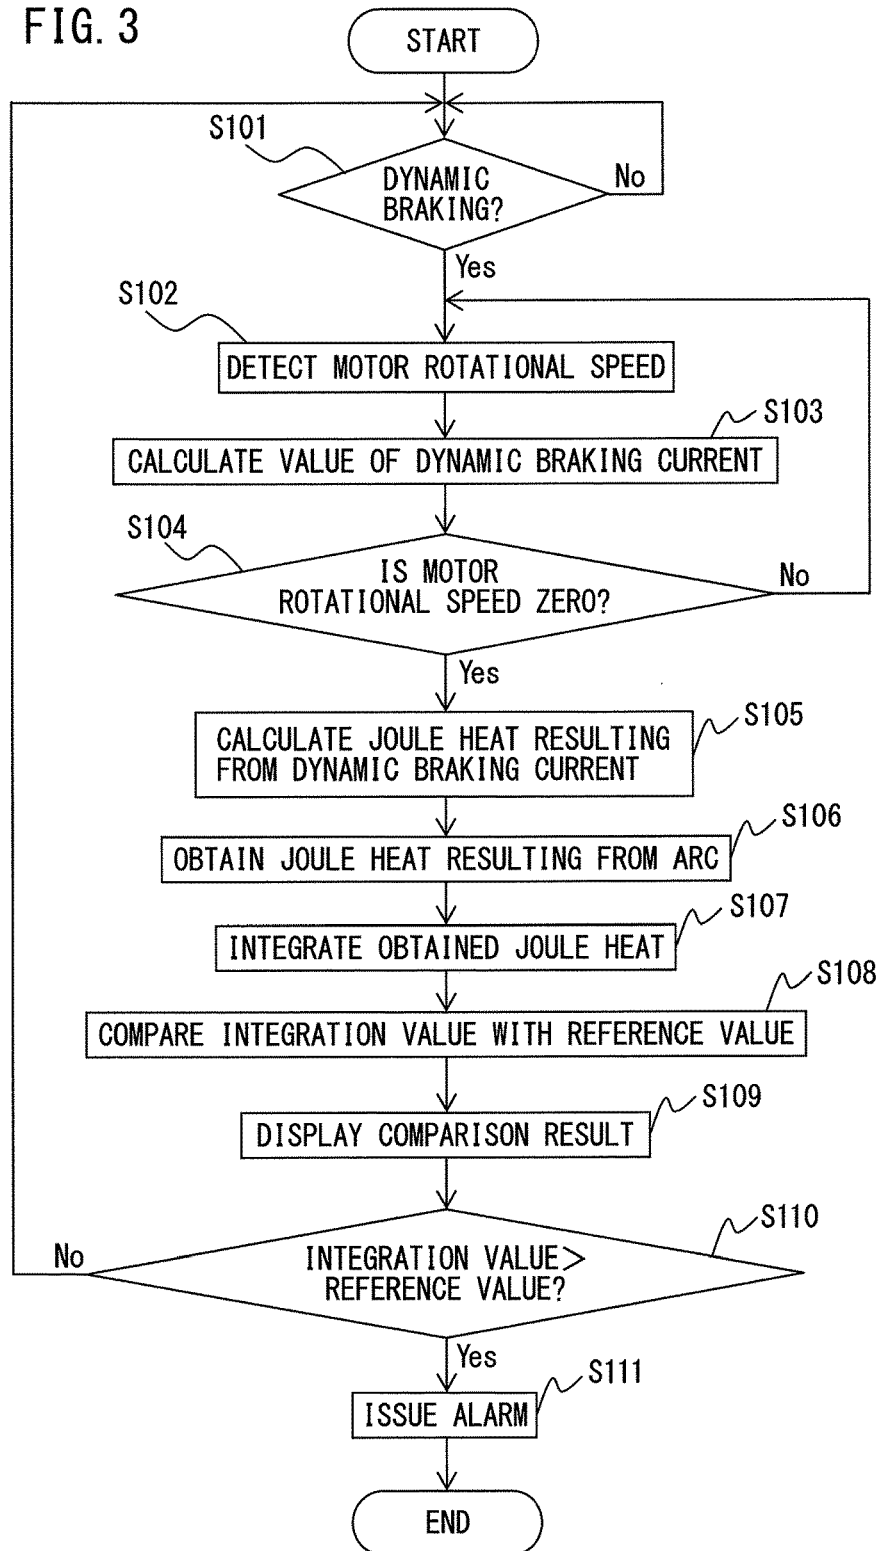 FIG. 3
START
S101
DYNAMIC
BRAKING?
No
Yes
S102
DETECT MOTOR ROTATIONAL SPEED
S103
CALCULATE VALUE OF DYNAMIC BRAKING CURRENT
S104
IS MOTOR
ROTATIONAL SPEED ZERO?
No
Yes
S105
CALCULATE JOULE HEAT RESULTING
FROM DYNAMIC BRAKING CURRENT
S106
OBTAIN JOULE HEAT RESULTING FROM ARC
S107
INTEGRATE OBTAINED JOULE HEAT
S108
COMPARE INTEGRATION VALUE WITH REFERENCE VALUE
S109
DISPLAY COMPARISON RESULT
S110
No
INTEGRATION VALUE>
REFERENCE VALUE?
Yes
S111
ISSUE ALARM
END